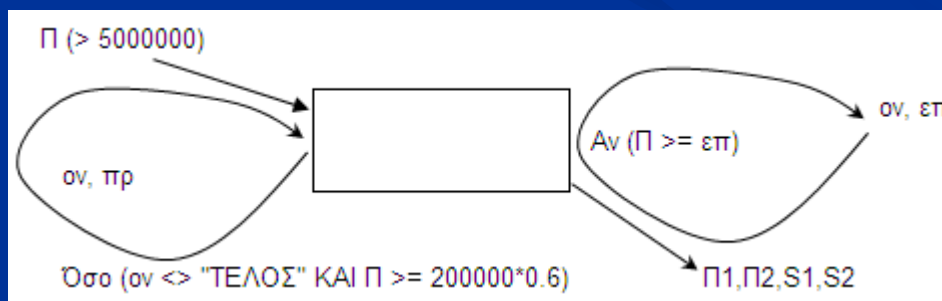 Π (> 5000000)
ον, επ
Αν (Π >= επ)
ον, πρ
Όσο (ον <> "ΤΕΛΟΣ" ΚΑΙ Π >= 200000*0.6)
Π1,Π2,S1,S2